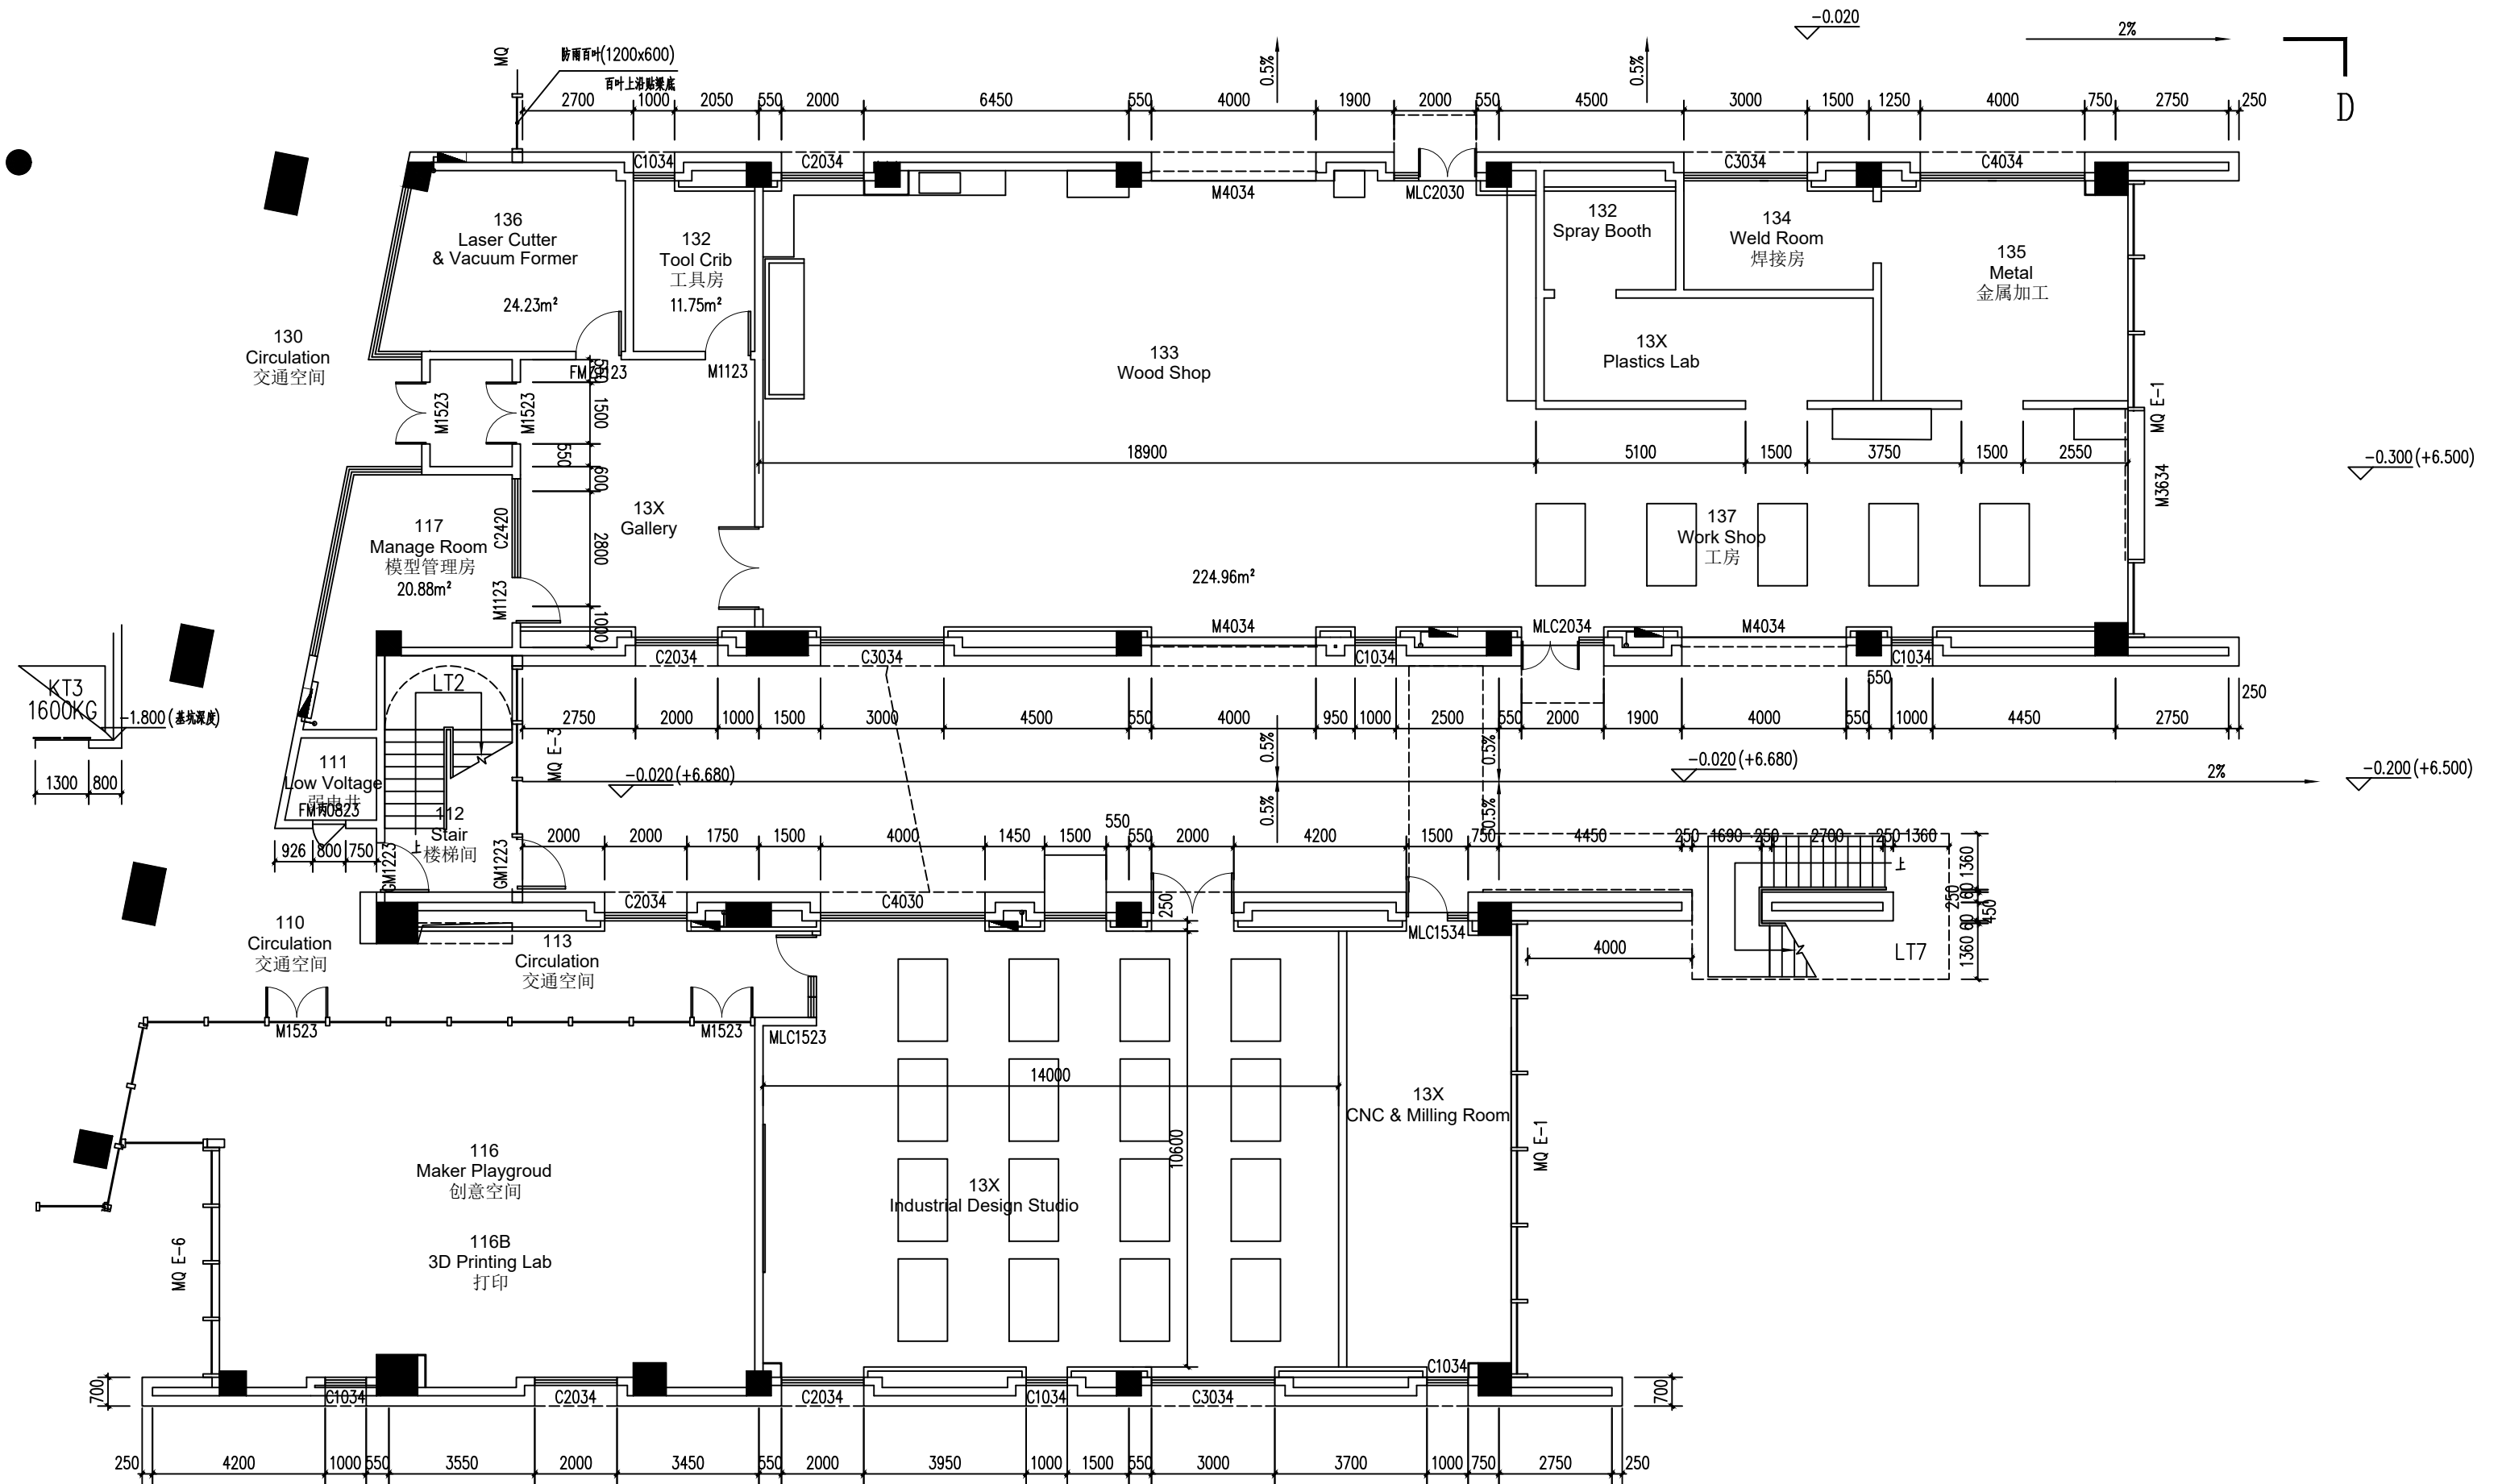 -0.020
2%
MQ
防雨百叶(1200x600)
百叶上沿贴梁底
0.5%
0.5%
D
2700 1000 2050 550 2000 6450 550 4000 1900 2000 550 4500 3000 1500 1250 4000 750 2750 250
C1034 C2034 M4034 MLC2030 C3034 C4034
136
Laser Cutter
& Vacuum Former
24.23m²
132
Tool Crib
工具房
11.75m²
132
Spray Booth
134
Weld Room
焊接房
135
Metal
金属加工
130
Circulation
交通空间
133
Wood Shop
13X
Plastics Lab
M1123
M1523
M1523
1500
550
600
2800
1000
MQ E-1
M3634
18900 5100 1500 3750 1500 2550
-0.300(+6.500)
13X
Gallery
117
Manage Room
模型管理房
20.88m²
C2420
M1123
137
Work Shop
工房
224.96m²
C2034 C3034 M4034 C1034 MLC2034 M4034 C1034
KT3
1600KG
-1.800(基坑深度)
1300 800
LT2
2750 2000 1000 1500 3000 4500 550 4000 950 1000 2500 550 2000 1900 4000 550 550 1000 4450 2750 250
MQ E-3
0.5%
0.5%
-0.020(+6.680)
-0.020(+6.680)
2%
-0.200(+6.500)
0.5%
0.5%
111
Low Voltage
弱电井
FM丙0823
926 800 750
112
Stair
楼梯间
上
GM1223
GM1223
2000 2000 1750 1500 4000 1450 1500 550 550 2000 4200 1500 750 4450 250 1690 250 2700 250 1360
上
1360
60
250
450
60
1360
LT7
4000
C2034 C4030 250 MLC1534
110
Circulation
交通空间
113
Circulation
交通空间
M1523 M1523 MLC1523
14000
10600
13X
CNC & Milling Room
MQ E-1
116
Maker Playgroud
创意空间
116B
3D Printing Lab
打印
13X
Industrial Design Studio
MQ E-6
700
C1034 C2034 C2034 C1034 C3034 C1034
700
250 4200 1000 550 3550 2000 3450 550 2000 3950 1000 1500 550 3000 3700 1000 750 2750 250